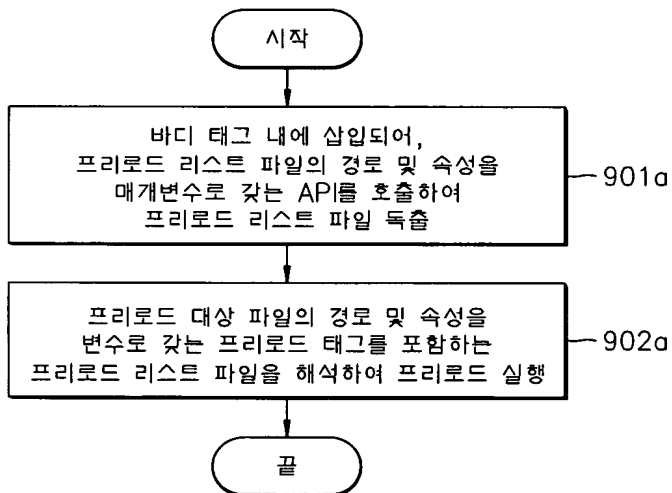 시작
바디 태그 내에 삽입되어,
프리로드 리스트 파일의 경로 및 속성을
매개변수로 갖는 API를 호출하여
프리로드 리스트 파일 독출
901a
프리로드 대상 파일의 경로 및 속성을
변수로 갖는 프리로드 태그를 포함하는
프리로드 리스트 파일을 해석하여 프리로드 실행
902a
끝